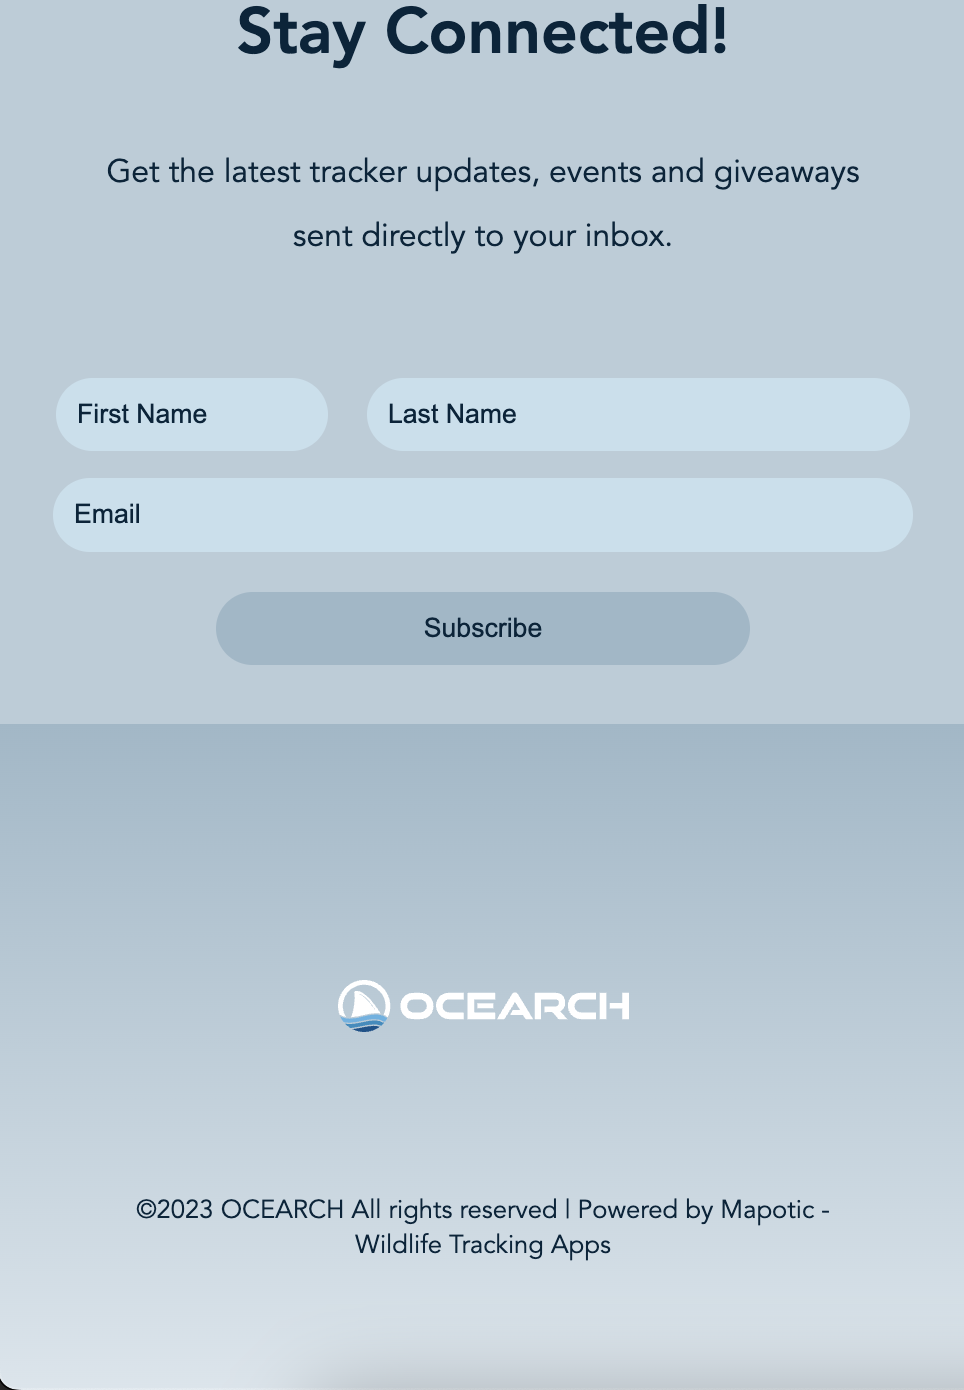 Stay Connected!
Get the latest tracker updates, events and giveaways
sent directly to your inbox.
First Name
Last Name
Email
Subscribe
OCEARCH
©2023 OCEARCH All rights reserved | Powered by Mapotic -
Wildlife Tracking Apps